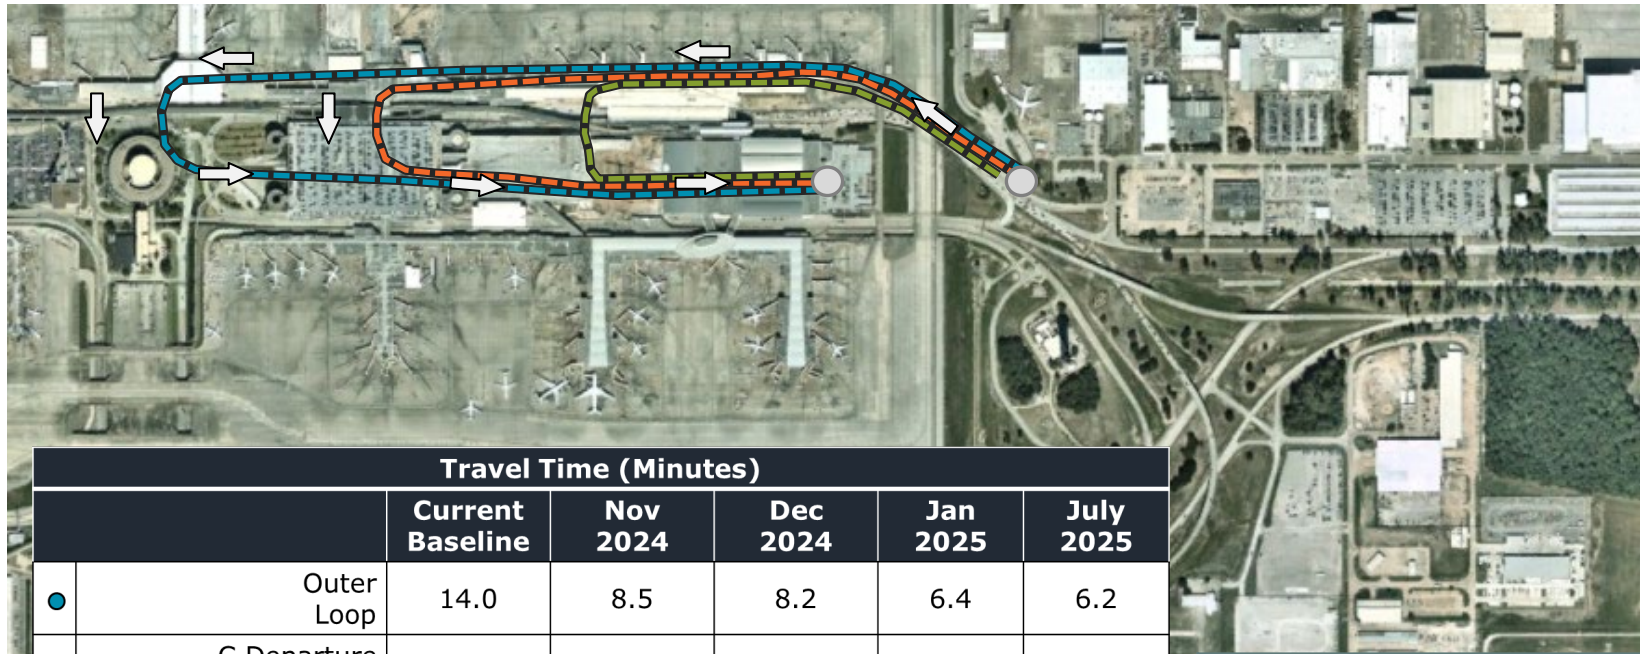 Travel Time (Minutes)
Current Baseline Nov 2024 Dec 2024 Jan 2025 July 2025
Outer Loop 14.0 8.5 8.2 6.4 6.2
C Departure